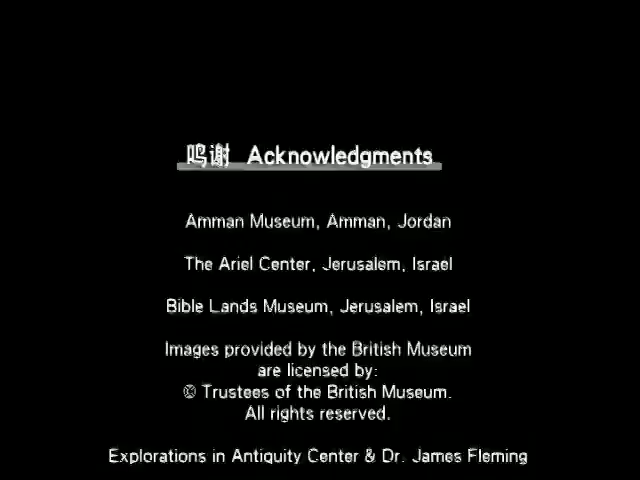 鸣谢 Acknowledgments
Amman Museum, Amman, Jordan
The Ariel Center, Jerusalem, Israel
Bible Lands Museum, Jerusalem, Israel
Images provided by the British Museum
are licensed by:
© Trustees of the British Museum.
All rights reserved.
Explorations in Antiquity Center & Dr. James Fleming